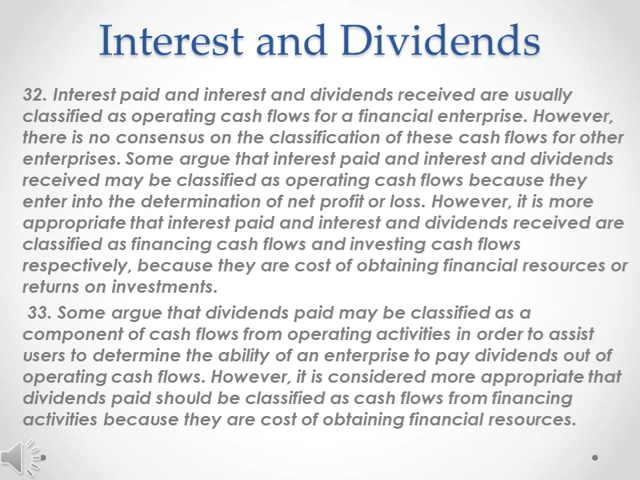 Interest and Dividends
32. Interest paid and interest and dividends received are usually
classified as operating cash flows for a financial enterprise. However,
there is no consensus on the classification of these cash flows for other
enterprises. Some argue that interest paid and interest and dividends
received may be classified as operating cash flows because they
enter into the determination of net profit or loss. However, it is more
appropriate that interest paid and interest and dividends received are
classified as financing cash flows and investing cash flows
respectively, because they are cost of obtaining financial resources or
returns on investments.
33. Some argue that dividends paid may be classified as a
component of cash flows from operating activities in order to assist
users to determine the ability of an enterprise to pay dividends out of
operating cash flows. However, it is considered more appropriate that
dividends paid should be classified as cash flows from financing
activities because they are cost of obtaining financial resources.